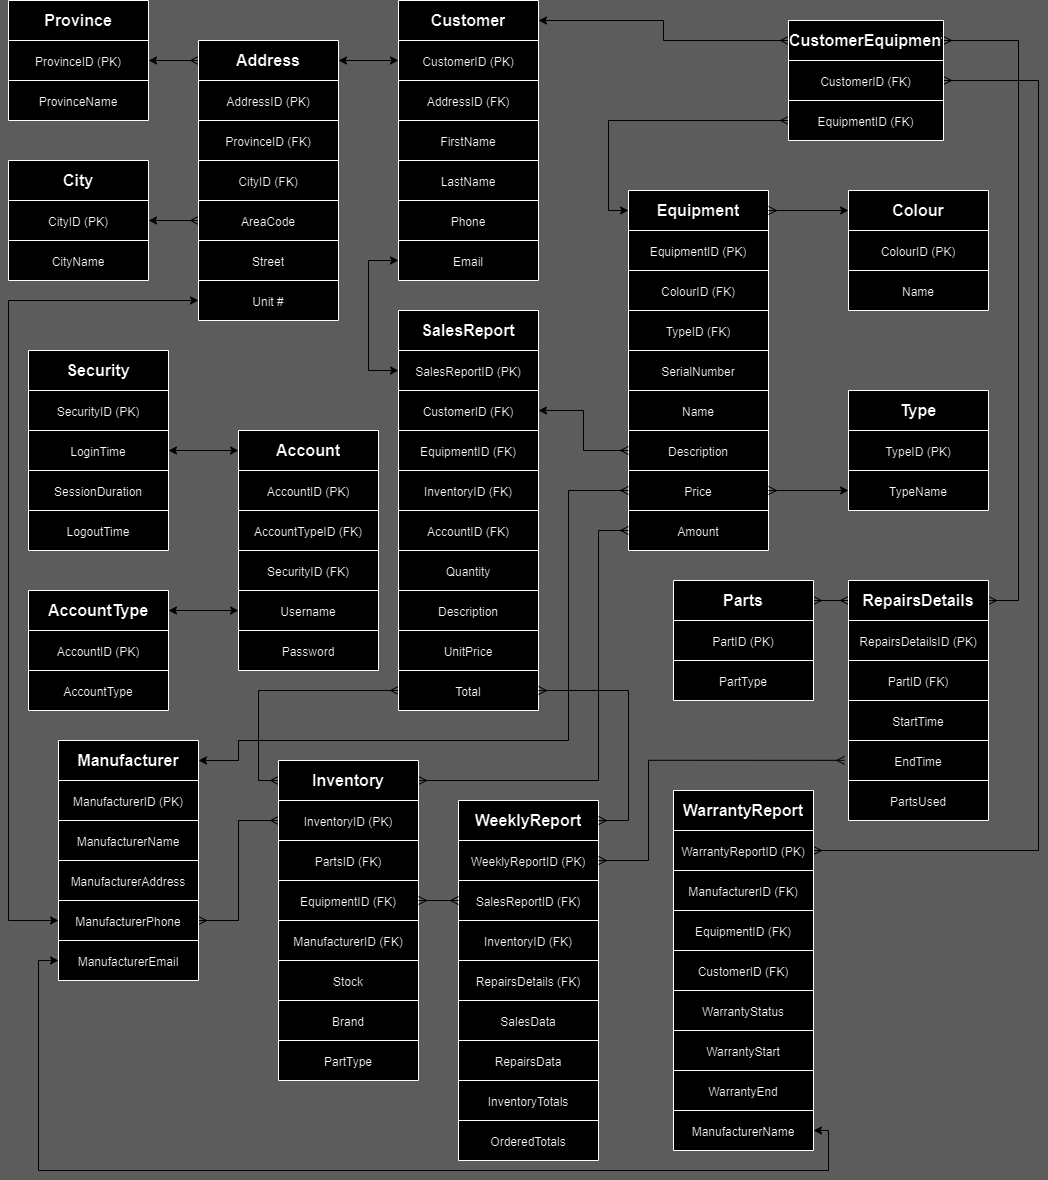 Province
ProvinceID (PK)
ProvinceName
City
CityID (PK)
CityName
Address
AddressID (PK)
ProvinceID (FK)
CityID (FK)
AreaCode
Street
Unit #
Customer
CustomerID (PK)
AddressID (FK)
FirstName
LastName
Phone
Email
CustomerEquipmen
CustomerID (FK)
EquipmentID (FK)
Equipment
EquipmentID (PK)
ColourID (FK)
TypeID (FK)
SerialNumber
Name
Description
Price
Amount
Colour
ColourID (PK)
Name
Type
TypeID (PK)
TypeName
Security
SecurityID (PK)
LoginTime
SessionDuration
LogoutTime
Account
AccountID (PK)
AccountTypeID (FK)
SecurityID (FK)
Username
Password
AccountType
AccountID (PK)
AccountType
SalesReport
SalesReportID (PK)
CustomerID (FK)
EquipmentID (FK)
InventoryID (FK)
AccountID (FK)
Quantity
Description
UnitPrice
Total
Parts
PartID (PK)
PartType
RepairsDetails
RepairsDetailsID (PK)
PartID (FK)
StartTime
EndTime
PartsUsed
Manufacturer
ManufacturerID (PK)
ManufacturerName
ManufacturerAddress
ManufacturerPhone
ManufacturerEmail
Inventory
InventoryID (PK)
PartsID (FK)
EquipmentID (FK)
ManufacturerID (FK)
Stock
Brand
PartType
WeeklyReport
WeeklyReportID (PK)
SalesReportID (FK)
InventoryID (FK)
RepairsDetails (FK)
SalesData
RepairsData
InventoryTotals
OrderedTotals
WarrantyReport
WarrantyReportID (PK)
ManufacturerID (FK)
EquipmentID (FK)
CustomerID (FK)
WarrantyStatus
WarrantyStart
WarrantyEnd
ManufacturerName